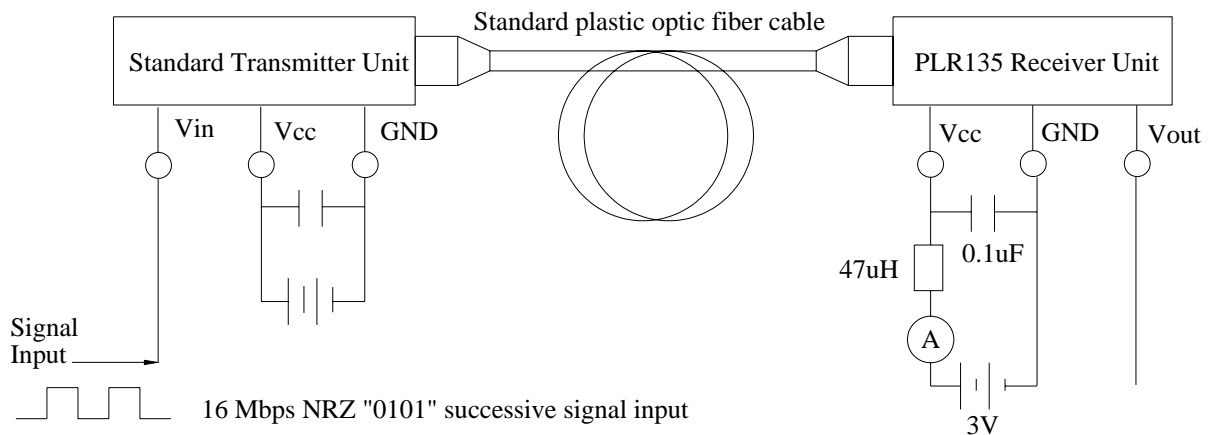 Standard plastic optic fiber cable
Standard Transmitter Unit
PLR135 Receiver Unit
Vin
Vcc
GND
Vcc
GND
Vout
47uH
0.1uF
A
3V
Signal
Input
16 Mbps NRZ "0101" successive signal input